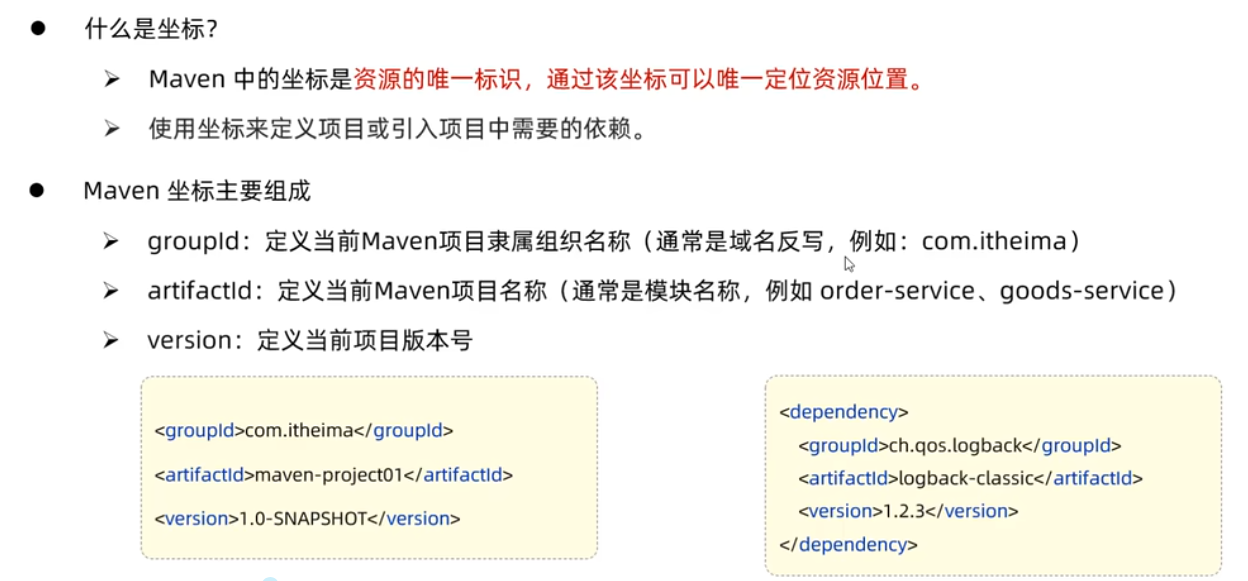 ● 什么是坐标？
➢ Maven 中的坐标是资源的唯一标识，通过该坐标可以唯一定位资源位置。
➢ 使用坐标来定义项目或引入项目中需要的依赖。
● Maven 坐标主要组成
➢ groupId：定义当前Maven项目隶属组织名称（通常是域名反写，例如：com.itheima）
➢ artifactId：定义当前Maven项目名称（通常是模块名称，例如 order-service、goods-service）
➢ version：定义当前项目版本号
<groupId>com.itheima</groupId>
<artifactId>maven-project01</artifactId>
<version>1.0-SNAPSHOT</version>
<dependency>
<groupId>ch.qos.logback</groupId>
<artifactId>logback-classic</artifactId>
<version>1.2.3</version>
</dependency>